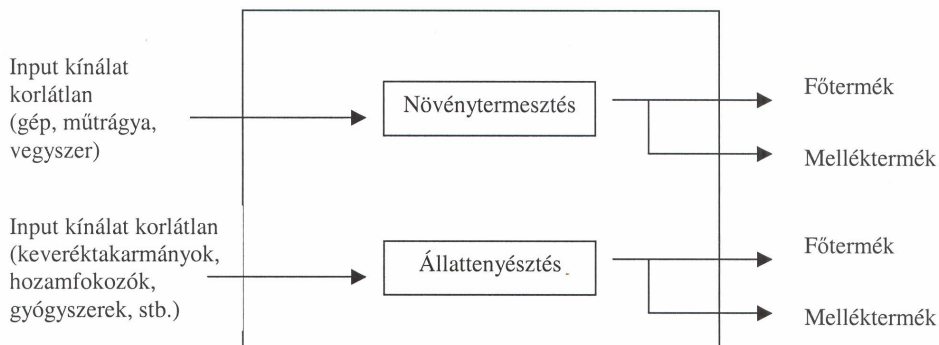 Input kínálat
korlátlan
(gép, műtrágya,
vegyszer)
Növénytermesztés
Főtermék
Melléktermék
Input kínálat korlátlan
(keveréktakarmányok,
hozamfokozók,
gyógyszerek, stb.)
Állattenyésztés
Főtermék
Melléktermék